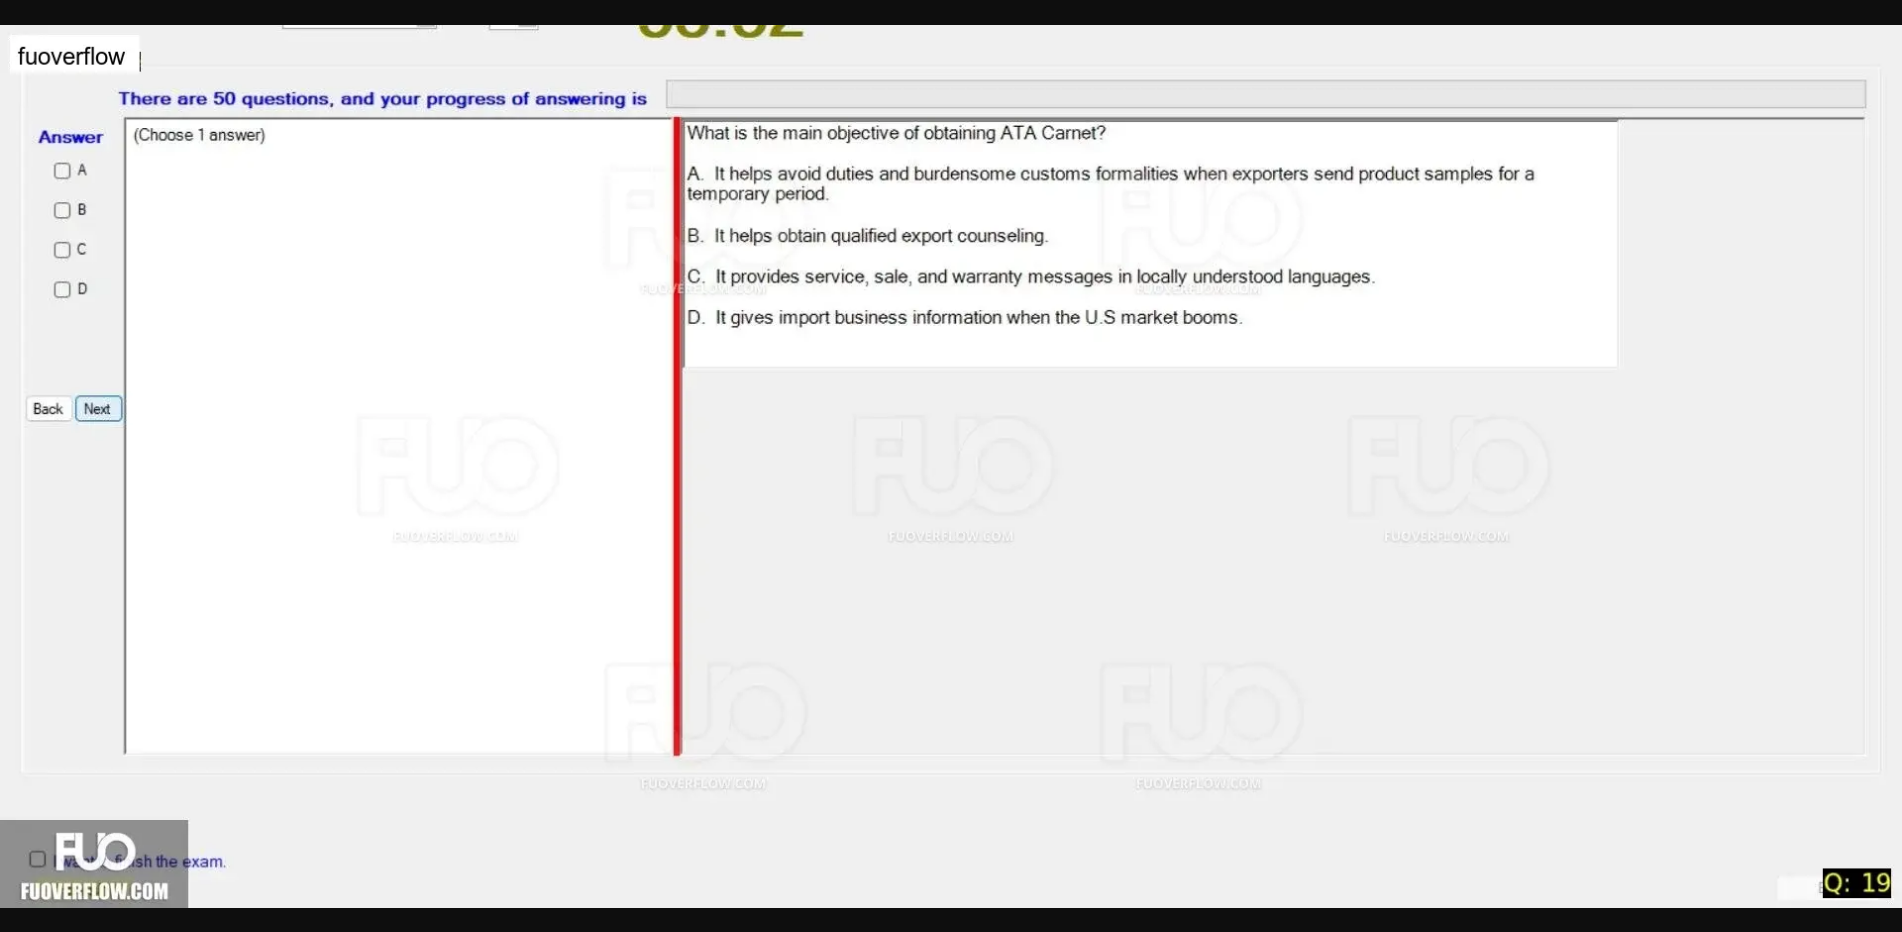 fuoverflow
There are 50 questions, and your progress of answering is
Answer
(Choose 1 answer)
A
B
C
D
Back
Next
What is the main objective of obtaining ATA Carnet?
A. It helps avoid duties and burdensome customs formalities when exporters send product samples for a
temporary period.
B. It helps obtain qualified export counseling.
C. It provides service, sale, and warranty messages in locally understood languages.
D. It gives import business information when the U.S market booms.
FUO
FUOVERFLOW.COM
FUO
FUOVERFLOW.COM
FUO
FUOVERFLOW.COM
FUO
FUOVERFLOW.COM
FUO
FUOVERFLOW.COM
FUO
FUOVERFLOW.COM
FUO
FUOVERFLOW.COM
the exam.
FUO
FUOVERFLOW.COM
Q: 19